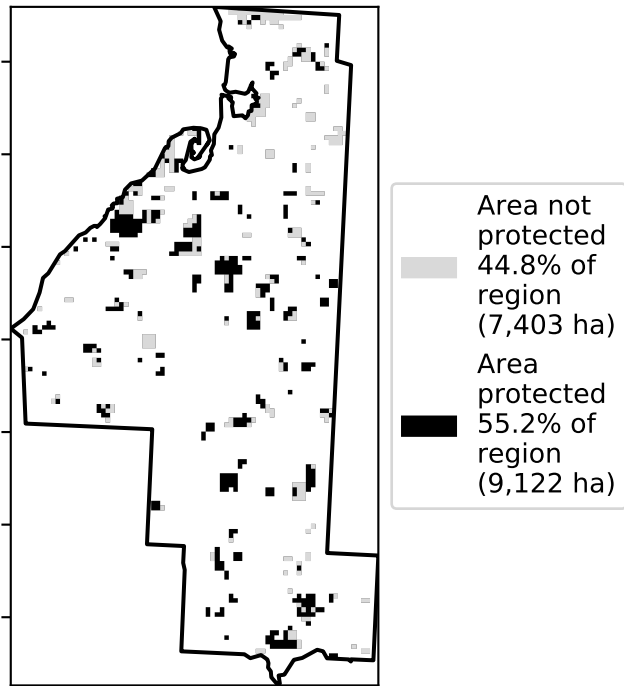 Area not
protected
44.8% of
region
(7,403 ha)
Area
protected
55.2% of
region
(9,122 ha)